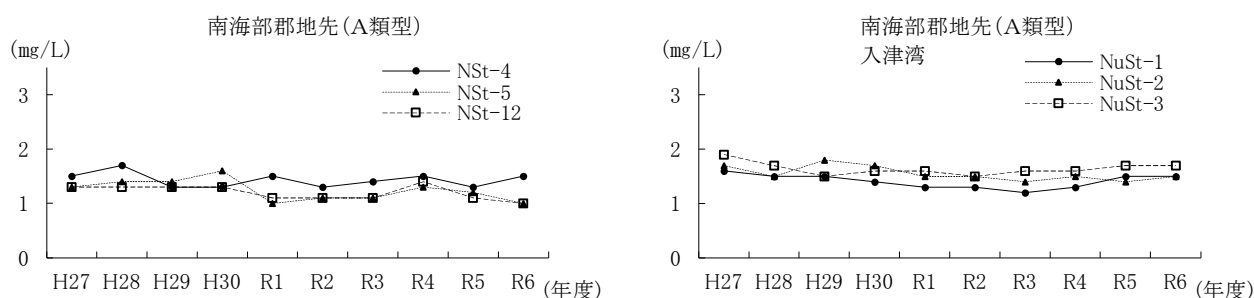 南海部郡地先(A類型)
(mg/L)
NSt-4
NSt-5
NSt-12
3
2
1
0
H27 H28 H29 H30 R1 R2 R3 R4 R5 R6 (年度)
南海部郡地先(A類型)
入津湾
(mg/L)
NuSt-1
NuSt-2
NuSt-3
3
2
1
0
H27 H28 H29 H30 R1 R2 R3 R4 R5 R6 (年度)